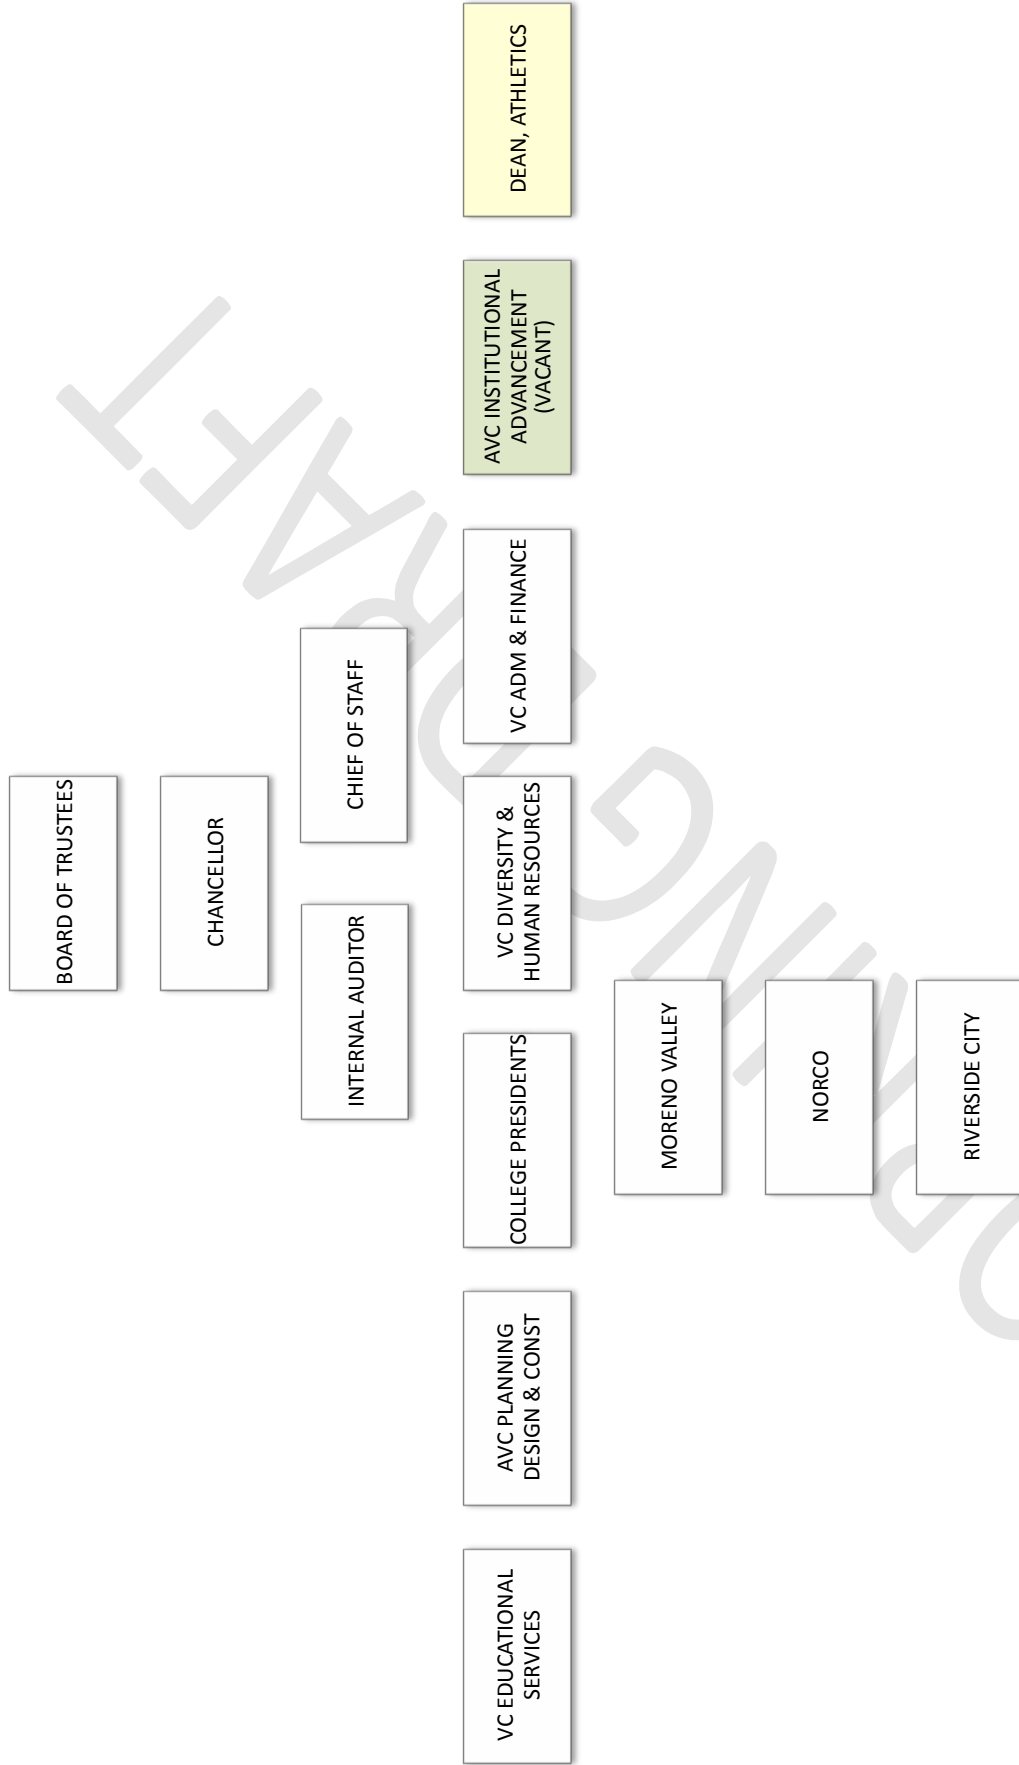 BOARD OF TRUSTEES
CHANCELLOR
INTERNAL AUDITOR
CHIEF OF STAFF
VC EDUCATIONAL
SERVICES
AVC PLANNING
DESIGN & CONST
COLLEGE PRESIDENTS
VC DIVERSITY &
HUMAN RESOURCES
VC ADM & FINANCE
AVC INSTITUTIONAL
ADVANCEMENT
(VACANT)
DEAN, ATHLETICS
MORENO VALLEY
NORCO
RIVERSIDE CITY
DRAFT